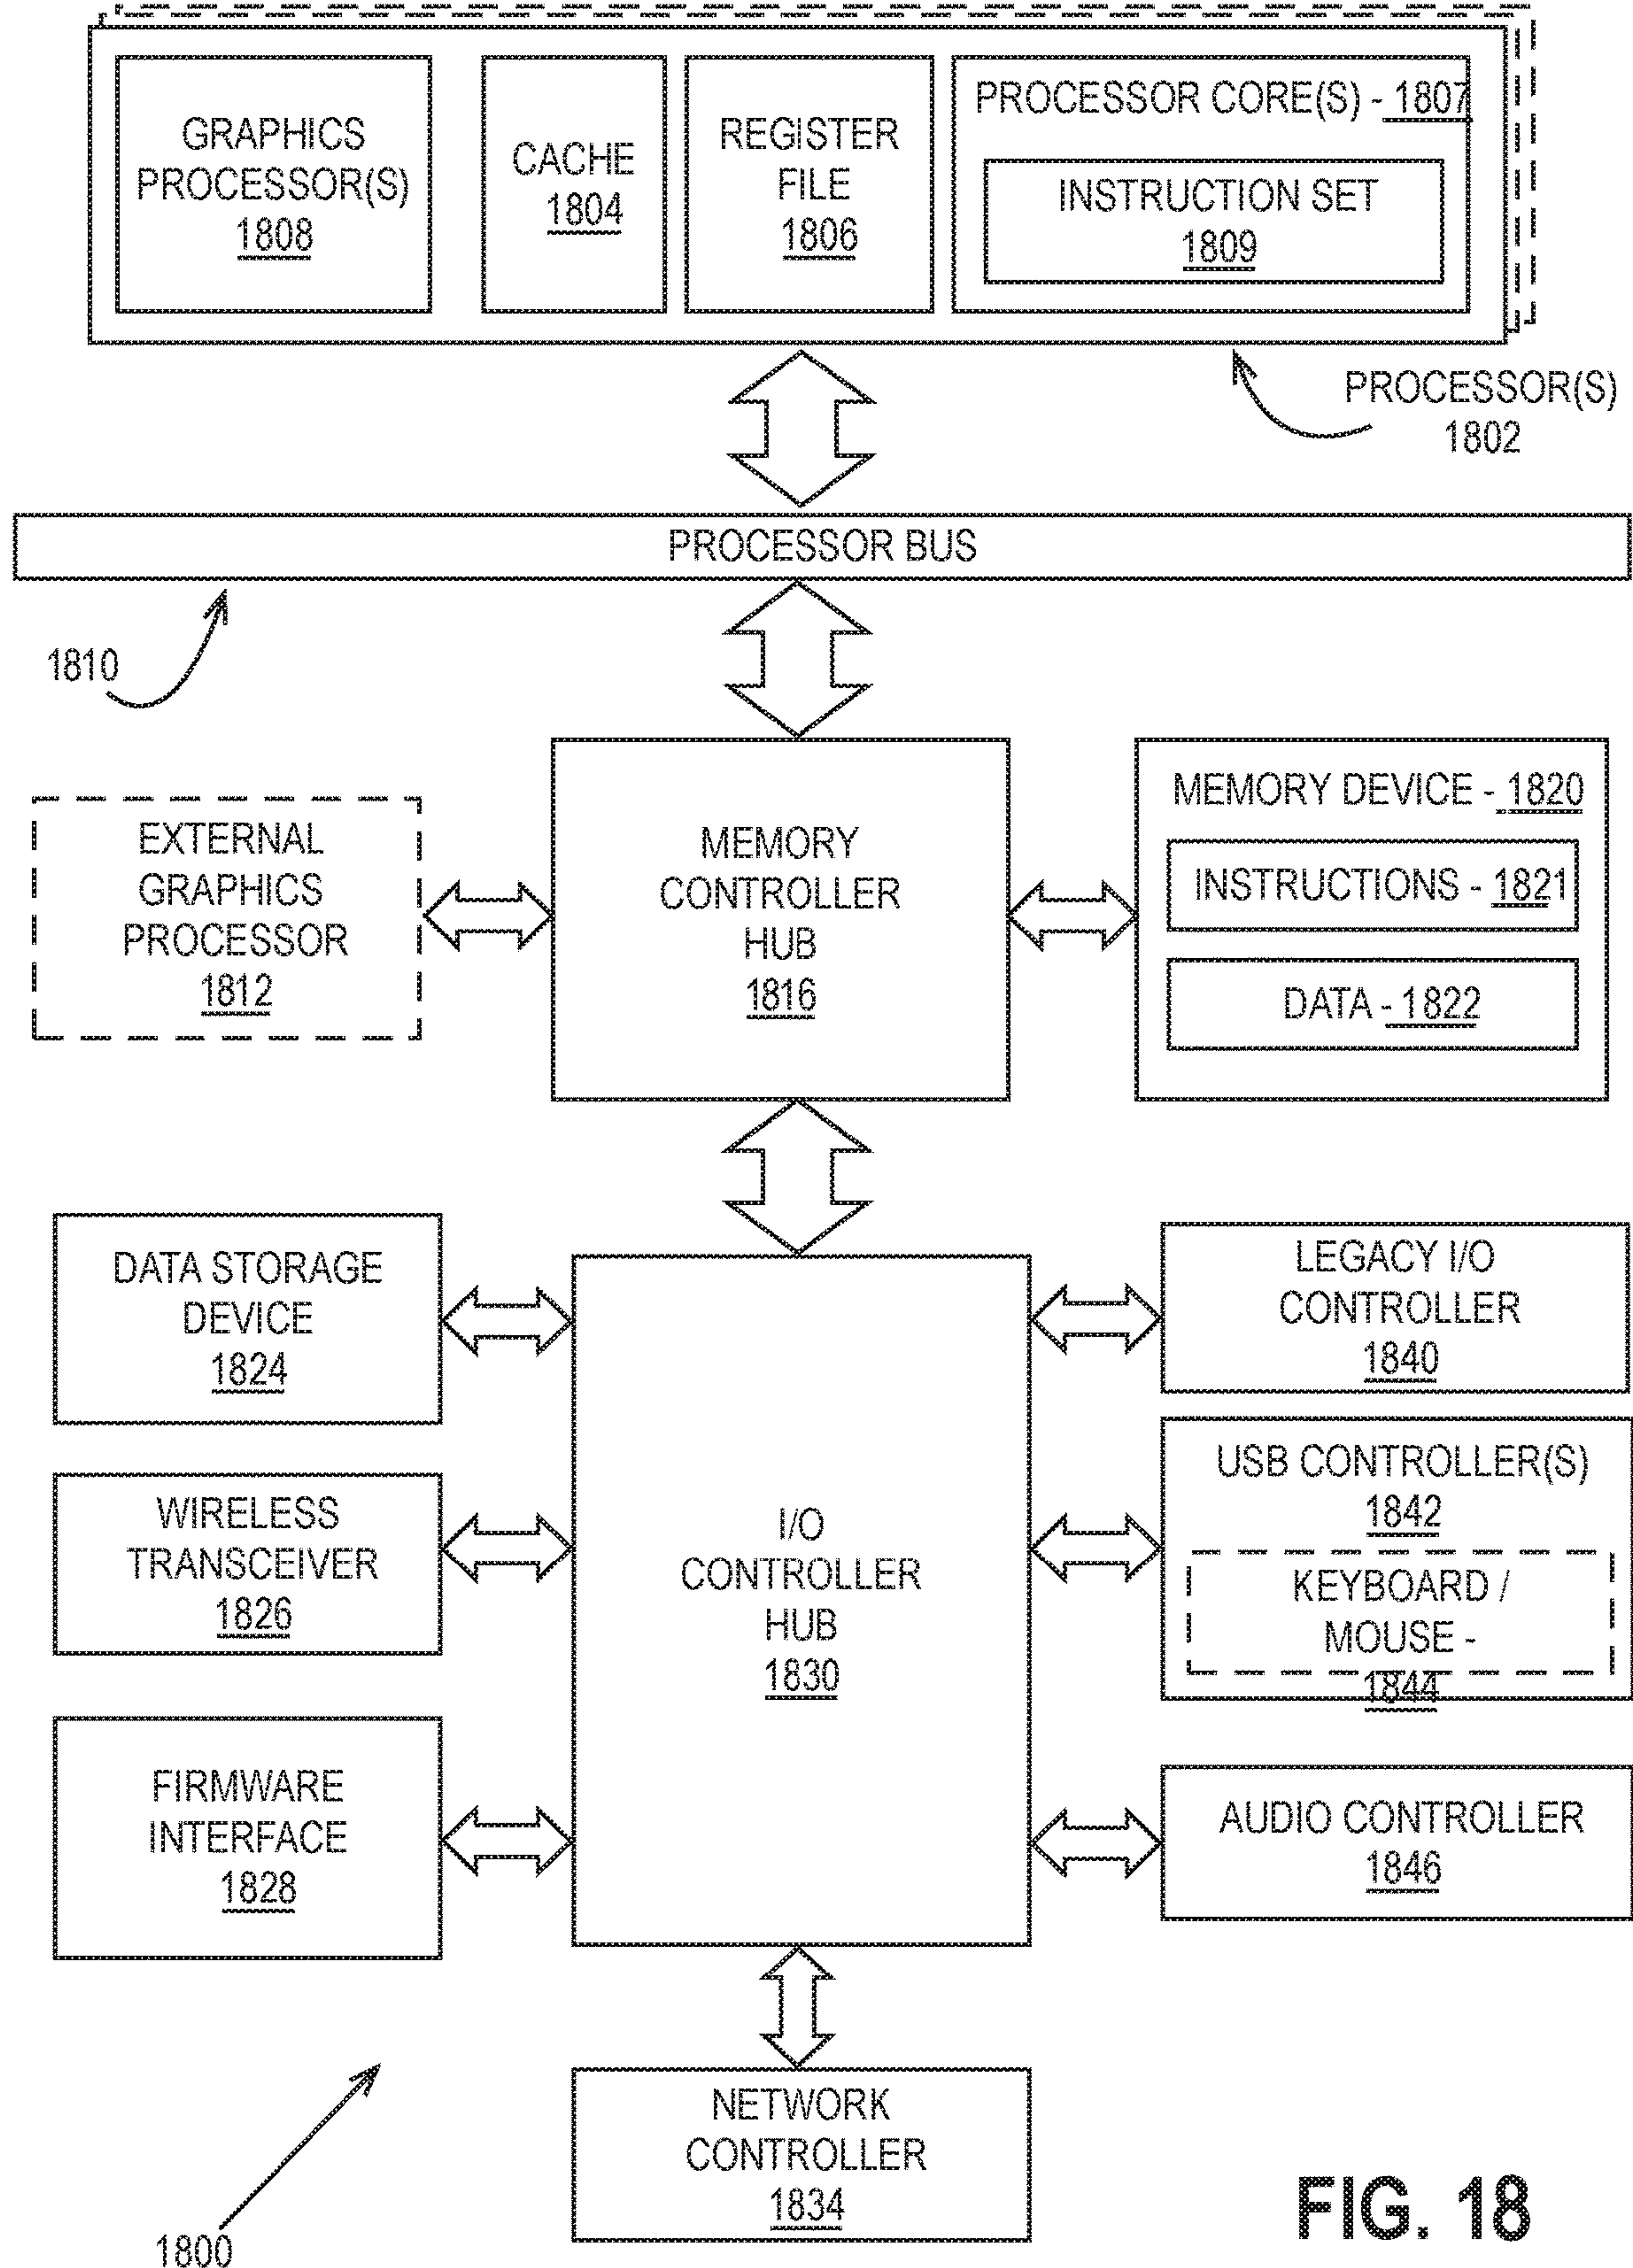 GRAPHICS
PROCESSOR(S)
1808
CACHE
1804
REGISTER
FILE
1806
PROCESSOR CORE(S) - 1807
INSTRUCTION SET
1809
PROCESSOR(S)
1802
PROCESSOR BUS
1810
EXTERNAL
GRAPHICS
PROCESSOR
1812
MEMORY
CONTROLLER
HUB
1816
MEMORY DEVICE - 1820
INSTRUCTIONS - 1821
DATA - 1822
DATA STORAGE
DEVICE
1824
WIRELESS
TRANSCEIVER
1826
FIRMWARE
INTERFACE
1828
I/O
CONTROLLER
HUB
1830
LEGACY I/O
CONTROLLER
1840
USB CONTROLLER(S)
1842
KEYBOARD /
MOUSE -
1844
AUDIO CONTROLLER
1846
NETWORK
CONTROLLER
1834
1800
FIG. 18